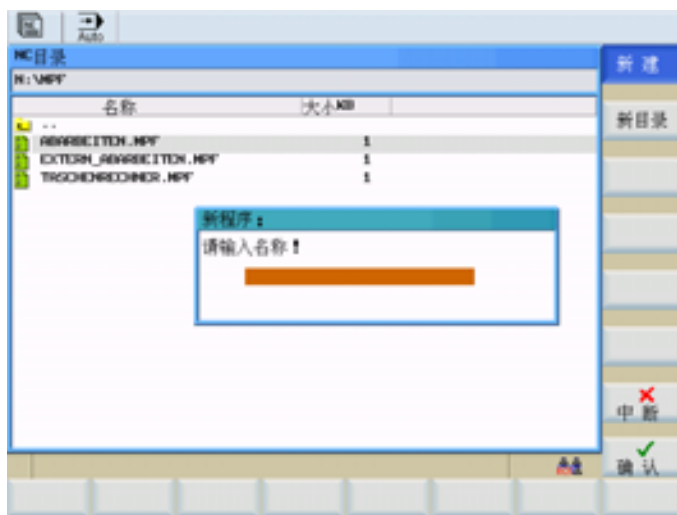 Auto
NC目录
N:\MPF
名称 大小KB
..
ABARBEITEN.MPF 1
EXTERN_ABARBEITEN.MPF 1
TASCHENRECHNER.MPF 1
新程序:
请输入名称!
新建
新目录
中断
确认